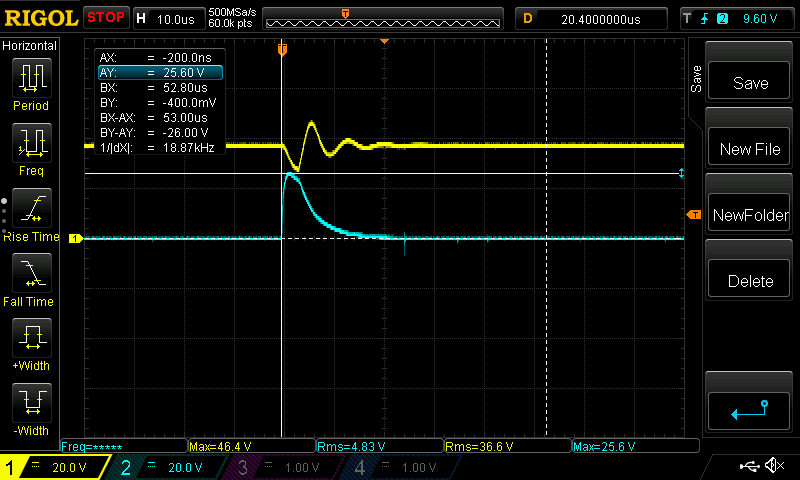 RIGOL STOP H 10.0us 500MSa/s 60.0k pts T D 20.4000000us T 2 9.60 V
Horizontal
Period
Freq
Rise Time
Fall Time
+Width
-Width
AX: = -200.0ns
AY: = 25.60 V
BX: = 52.80us
BY: = -400.0mV
BX-AX: = 53.00us
BY-AY: = -26.00 V
1/|dX|: = 18.87kHz
T
T
1
Save
Save
New File
NewFolder
Delete
Freq=***** Max=46.4 V Rms=4.83 V Rms=36.6 V Max=25.6 V
1 = 20.0 V 2 = 20.0 V 3 = 1.00 V 4 = 1.00 V